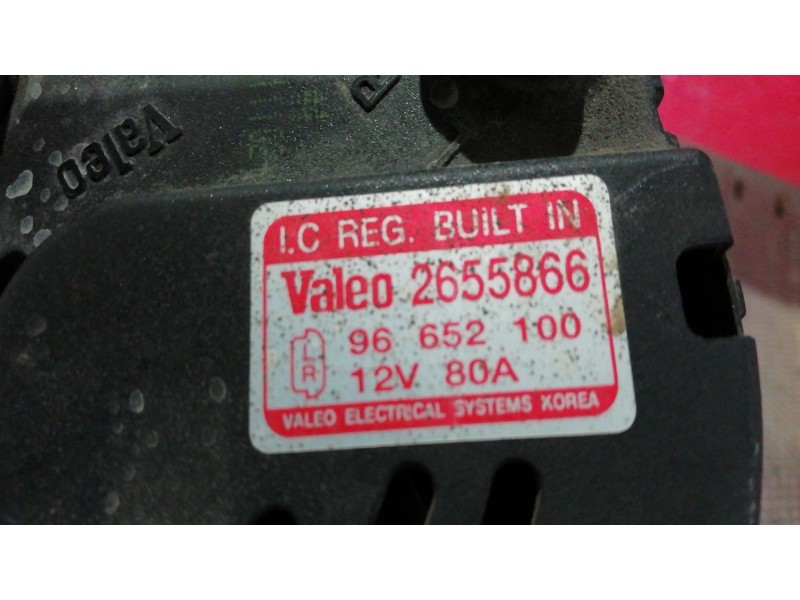 Valeo
I.C REG. BUILT IN
Valeo 2655866
L
R
96 652 100
12V 80A
VALEO ELECTRICAL SYSTEMS KOREA